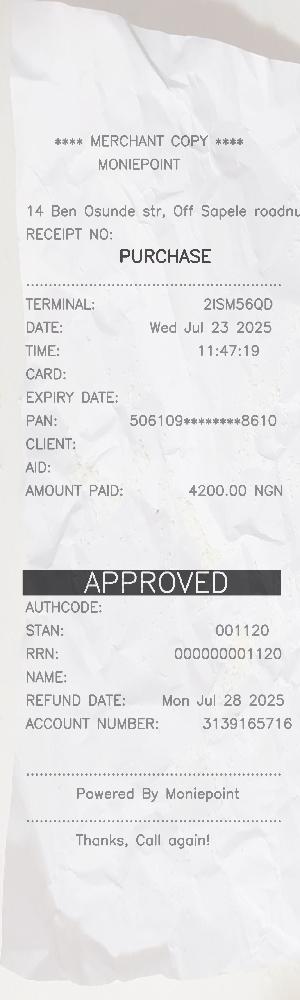 **** MERCHANT COPY ****
MONIEPOINT
14 Ben Osunde str, Off Sapele roadnu
RECEIPT NO:
PURCHASE
TERMINAL: 2ISM56QD
DATE: Wed Jul 23 2025
TIME: 11:47:19
CARD:
EXPIRY DATE:
PAN: 506109********8610
CLIENT:
AID:
AMOUNT PAID: 4200.00 NGN
APPROVED
AUTHCODE:
STAN: 001120
RRN: 000000001120
NAME:
REFUND DATE: Mon Jul 28 2025
ACCOUNT NUMBER: 3139165716
Powered By Moniepoint
Thanks, Call again!